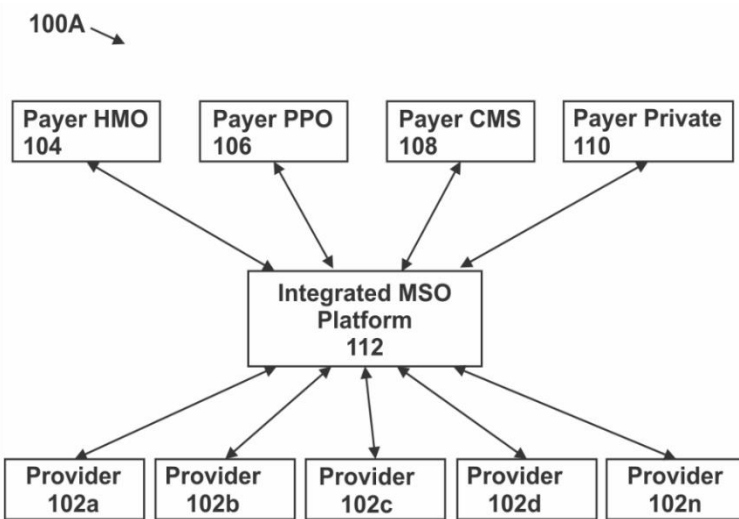 100A
Payer HMO
104
Payer PPO
106
Payer CMS
108
Payer Private
110
Integrated MSO
Platform
112
Provider
102a
Provider
102b
Provider
102c
Provider
102d
Provider
102n